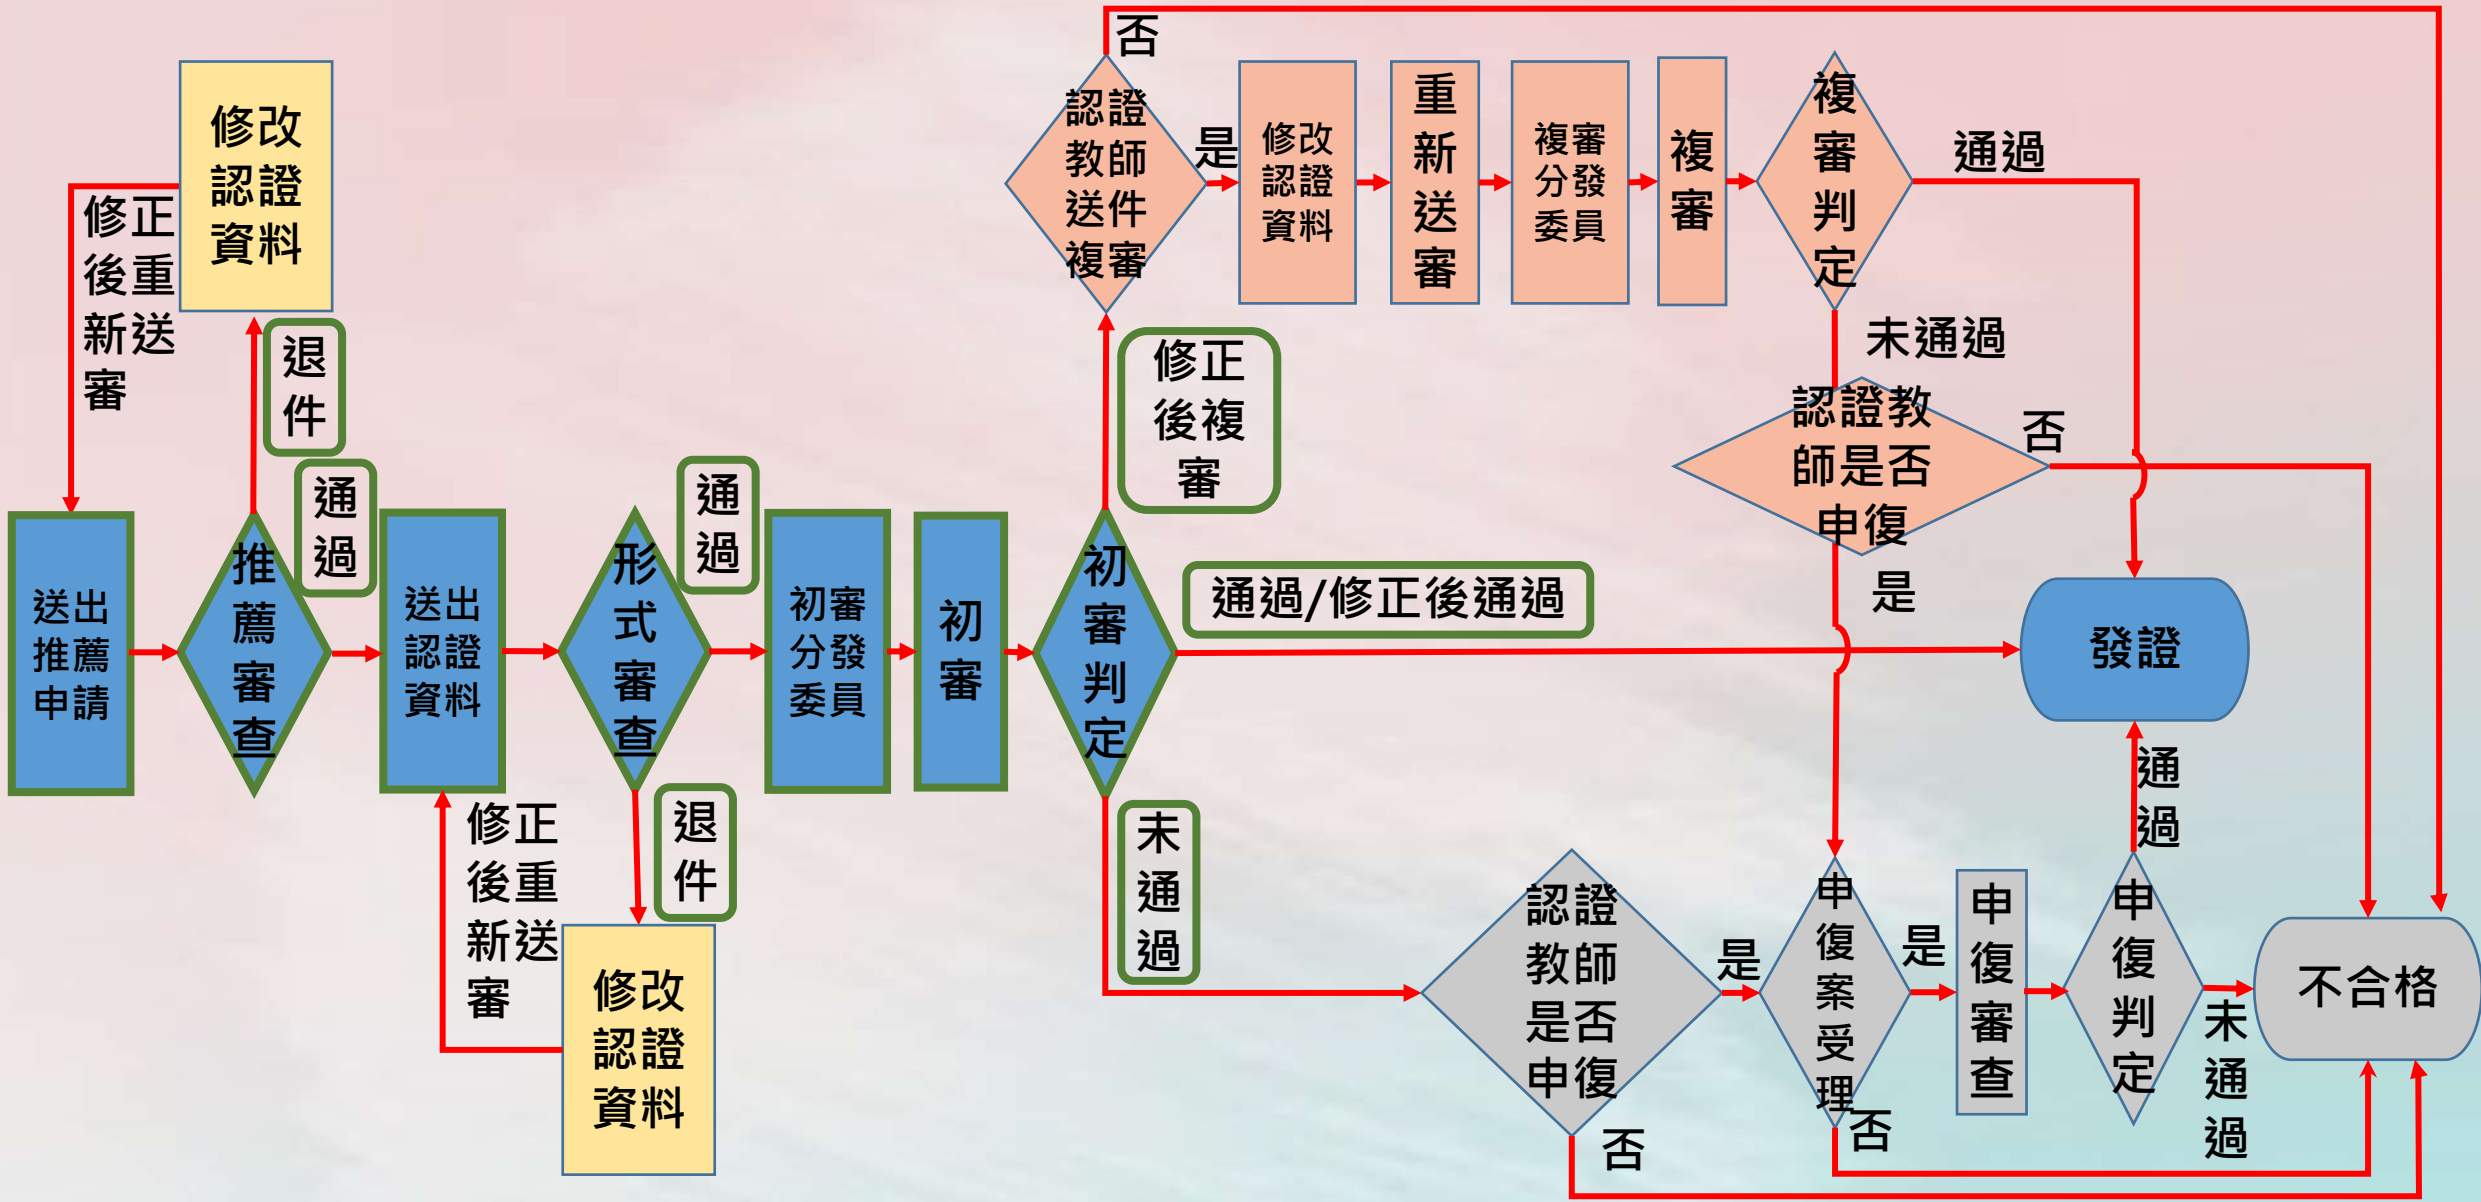 否
修改
認證
資料
認證
教師
送件
複審
是
修改
認證
資料
重
新
送
審
複審
分發
委員
複
審
複
審
判
定
通過
修正
後重
新送
審
退
件
修正
後複
審
未通過
認證教
師是否
申復
否
是
通
過
通
過
送出
推薦
申請
推
薦
審
查
送出
認證
資料
形
式
審
查
初審
分發
委員
初
審
初
審
判
定
通過/修正後通過
發證
修正
後重
新送
審
退
件
修改
認證
資料
未
通
過
認證
教師
是否
申復
是
否
申
復
案
受
理
是
否
申
復
審
查
申
復
判
定
通
過
未
通
過
不合格